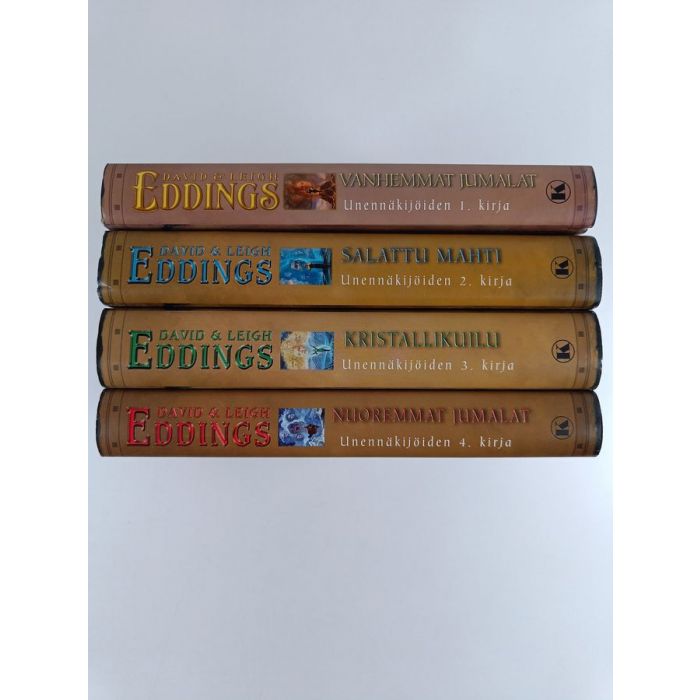 DAVID & LEIGH
EDDINGS
VANHEMMAT JUMALAT
Unennäkijöiden 1. kirja
K
DAVID & LEIGH
EDDINGS
SALATTU MAHTI
Unennäkijöiden 2. kirja
K
DAVID & LEIGH
EDDINGS
KRISTALLIKUILU
Unennäkijöiden 3. kirja
K
DAVID & LEIGH
EDDINGS
NUOREMMAT JUMALAT
Unennäkijöiden 4. kirja
K